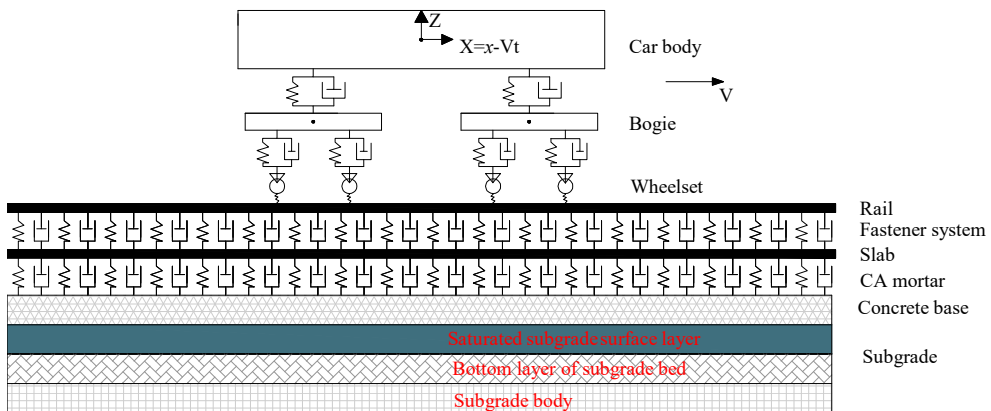 Z
X=x-Vt
Car body
V
Bogie
Wheelset
Rail
Fastener system
Slab
CA mortar
Concrete base
Saturated subgrade surface layer
Subgrade
Bottom layer of subgrade bed
Subgrade body